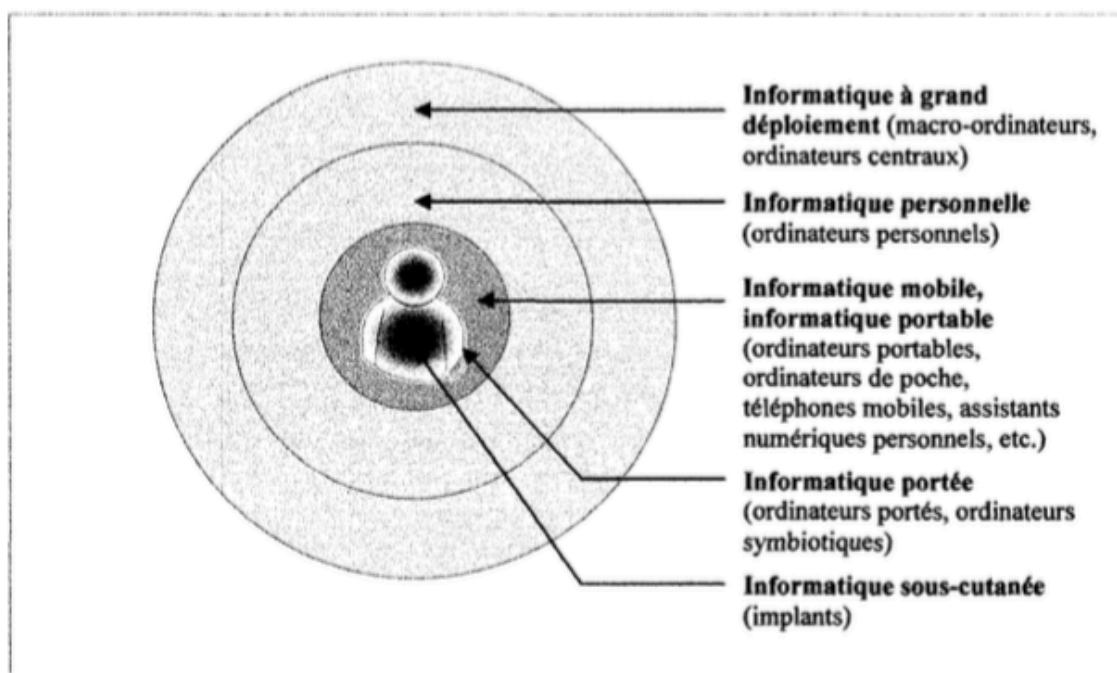 Informatique à grand
déploiement (macro-ordinateurs,
ordinateurs centraux)
Informatique personnelle
(ordinateurs personnels)
Informatique mobile,
informatique portable
(ordinateurs portables,
ordinateurs de poche,
téléphones mobiles, assistants
numériques personnels, etc.)
Informatique portée
(ordinateurs portés, ordinateurs
symbiotiques)
Informatique sous-cutanée
(implants)